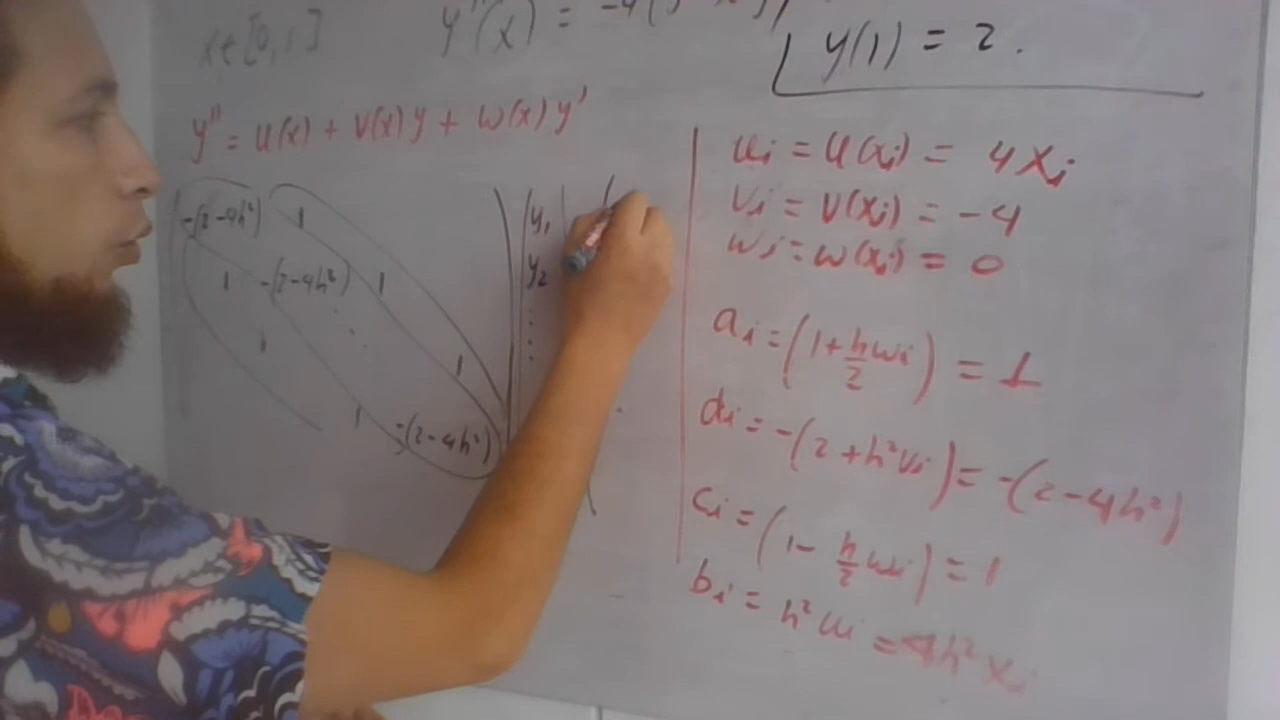 x∈[0,1]
y''(x) = -4(y-x)
y(1) = 2.
y'' = u(x) + v(x)y + w(x)y'
-(2-4h²) 1
1 -(2-4h²) 1
1 ⋱ 1
1 -(2-4h²)
y₁
y₂
⋮
uᵢ = u(xᵢ) = 4xᵢ
vᵢ = v(xᵢ) = -4
wᵢ = w(xᵢ) = 0
aᵢ = (1 + h/2 wᵢ) = 1
dᵢ = -(2 + h²vᵢ) = -(2-4h²)
cᵢ = (1 - h/2 wᵢ) = 1
bᵢ = h²uᵢ = 4h²xᵢ